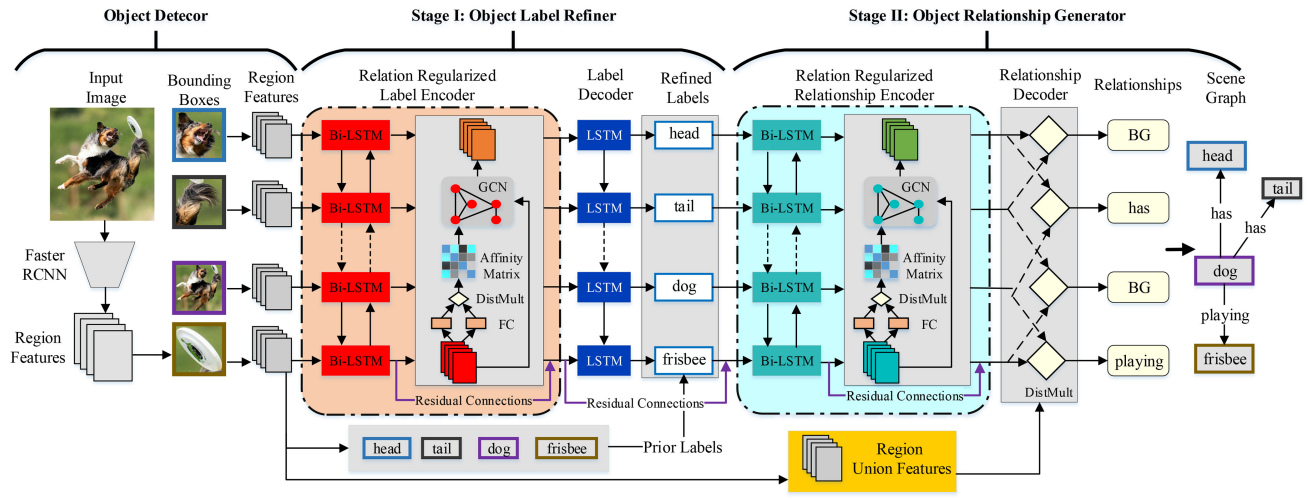 Object Detecor
Stage I: Object Label Refiner
Stage II: Object Relationship Generator
Input
Image
Bounding
Boxes
Region
Features
Relation Regularized
Label Encoder
Label
Decoder
Refined
Labels
Relation Regularized
Relationship Encoder
Relationship
Decoder
Relationships
Scene
Graph
Faster
RCNN
Region
Features
Bi-LSTM
Bi-LSTM
Bi-LSTM
Bi-LSTM
GCN
Affinity
Matrix
DistMult
FC
Residual Connections
LSTM
LSTM
LSTM
LSTM
Residual Connections
head
tail
dog
frisbee
Bi-LSTM
Bi-LSTM
Bi-LSTM
Bi-LSTM
GCN
Affinity
Matrix
DistMult
FC
Residual Connections
DistMult
BG
has
BG
playing
head
tail
has
has
dog
playing
frisbee
head
tail
dog
frisbee
Prior Labels
Region
Union Features